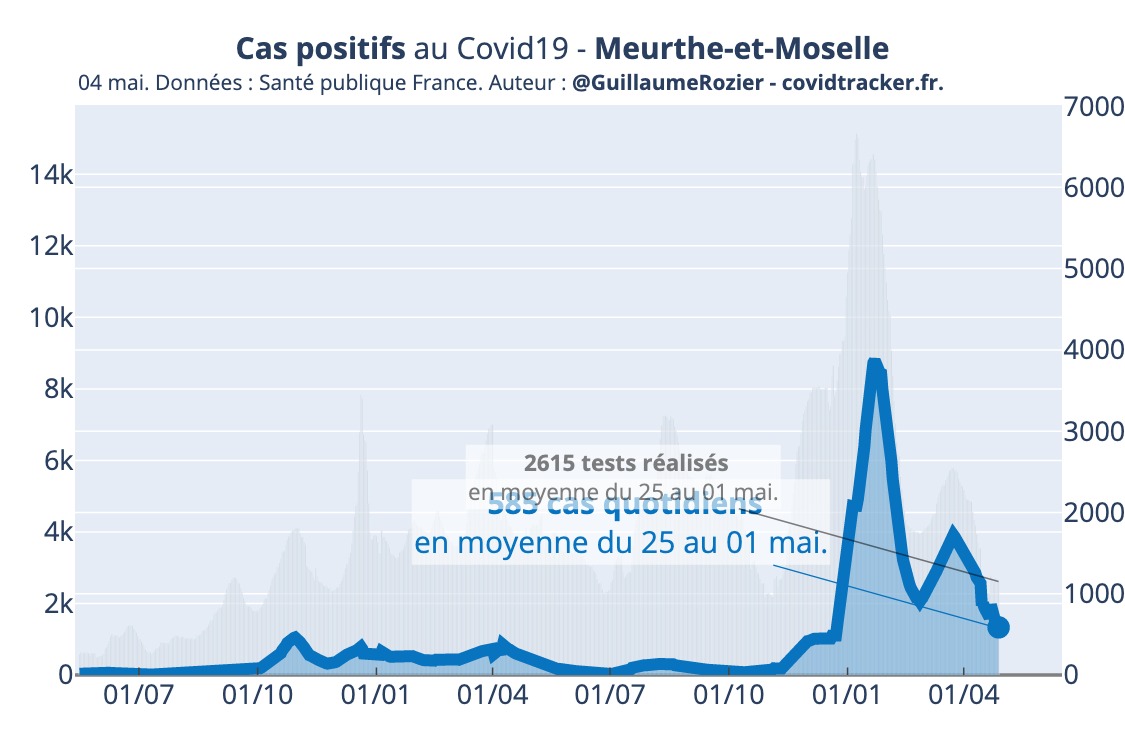 Cas positifs au Covid19 - Meurthe-et-Moselle
04 mai. Données : Santé publique France. Auteur : @GuillaumeRozier - covidtracker.fr.
7000
14k
6000
12k
5000
10k
4000
8k
3000
6k
2615 tests réalisés
en moyenne du 25 au 01 mai.
585 cas quotidiens
en moyenne du 25 au 01 mai.
2000
4k
1000
2k
0
0
01/07 01/10 01/01 01/04 01/07 01/10 01/01 01/04